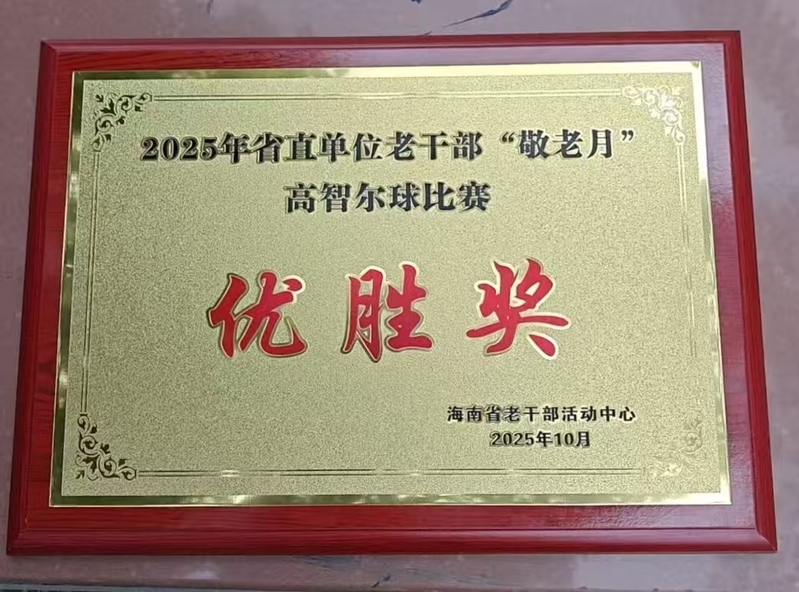 2025年省直单位老干部“敬老月”
高智尔球比赛
优胜奖
海南省老干部活动中心
2025年10月